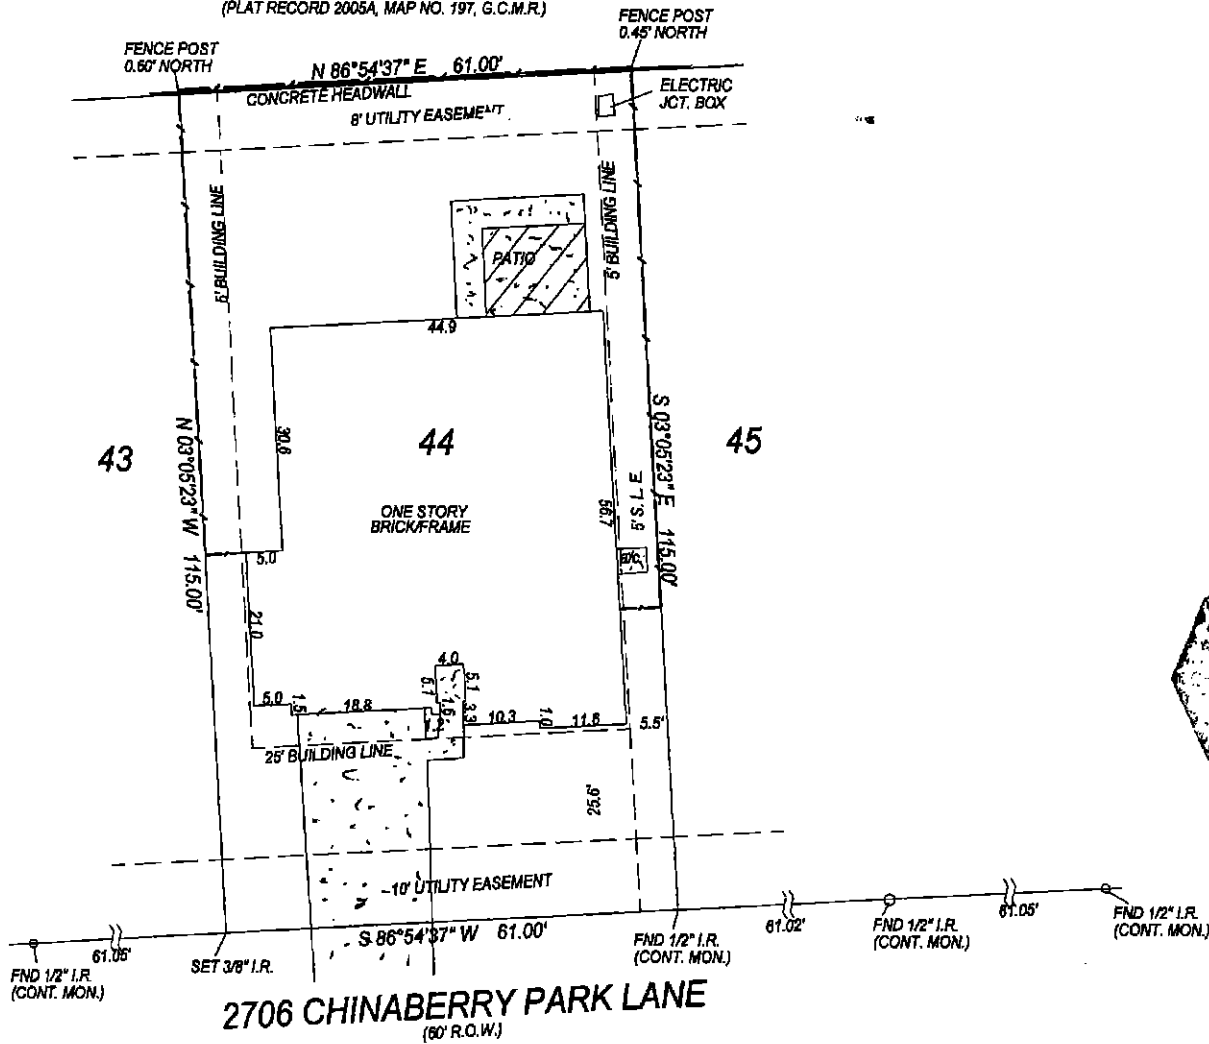 (PLAT RECORD 2005A, MAP NO. 197, G.C.M.R.)
FENCE POST
0.60' NORTH
FENCE POST
0.45' NORTH
N 86°54'37" E 61.00'
CONCRETE HEADWALL
8' UTILITY EASEMENT
ELECTRIC
JCT. BOX
5' BUILDING LINE
5' BUILDING LINE
PATIO
44.9
30.6
43
44
45
N 03°05'23" W 115.00'
S 03°05'23" E 115.00'
ONE STORY
BRICK/FRAME
56.7
5' S.I.E
A/C
5.0
21.0
4.0
5.1
5.1
5.0
1.5
18.8
1.6
3.3
10.3
1.0
11.8
5.5'
25' BUILDING LINE
25.6'
10' UTILITY EASEMENT
S 86°54'37" W 61.00'
61.05'
61.02'
61.05'
FND 1/2" I.R.
(CONT. MON.)
SET 3/8" I.R.
FND 1/2" I.R.
(CONT. MON.)
FND 1/2" I.R.
(CONT. MON.)
FND 1/2" I.R.
(CONT. MON.)
2706 CHINABERRY PARK LANE
(60' R.O.W.)